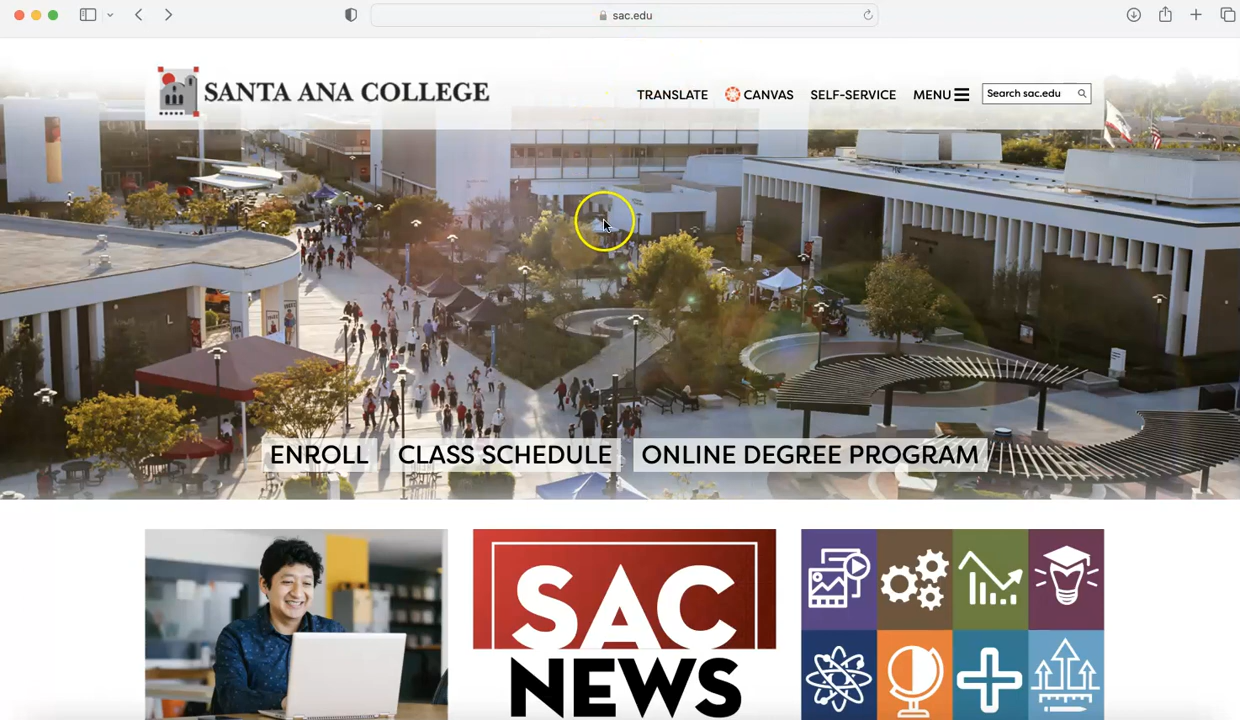 sac.edu
SANTA ANA COLLEGE
TRANSLATE CANVAS SELF-SERVICE MENU Search sac.edu
ENROLL CLASS SCHEDULE ONLINE DEGREE PROGRAM
SAC
NEWS